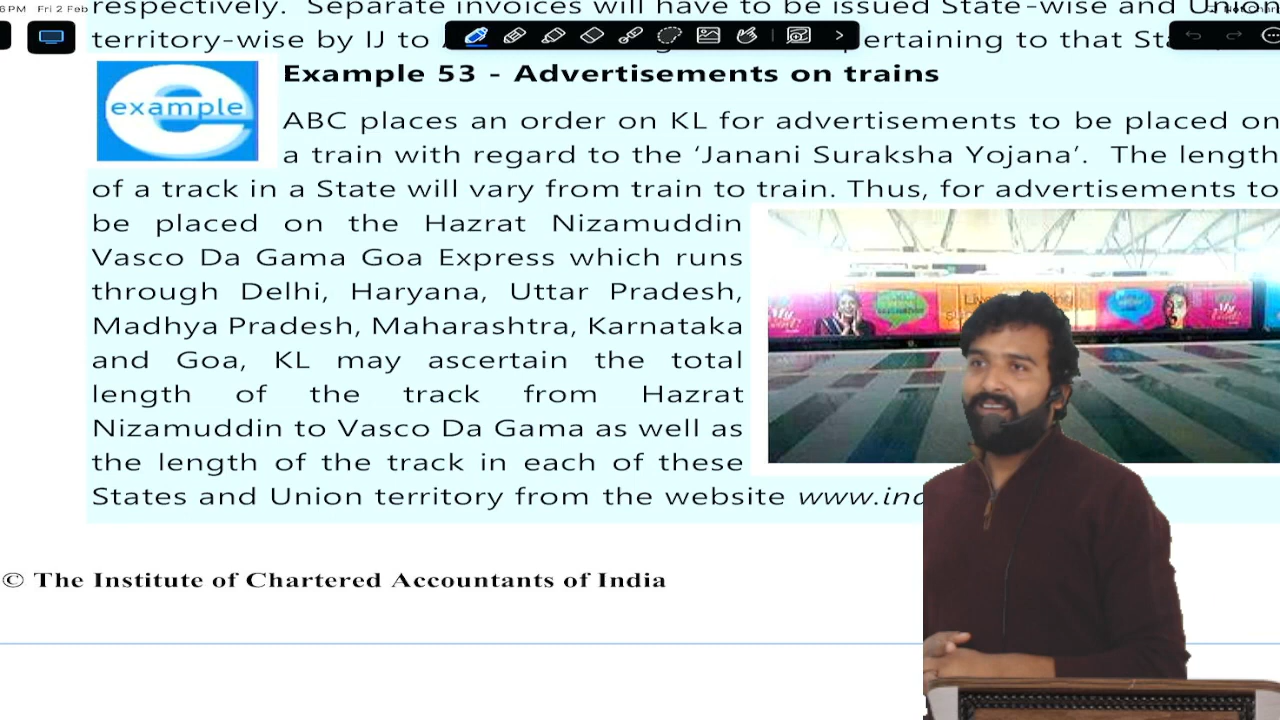 6PM Fri 2 Feb
respectively. Separate invoices will have to be issued State-wise and Union
territory-wise by IJ to pertaining to that
example
Example 53 - Advertisements on trains
ABC places an order on KL for advertisements to be placed on
a train with regard to the ‘Janani Suraksha Yojana’. The length
of a track in a State will vary from train to train. Thus, for advertisements to
be placed on the Hazrat Nizamuddin
Vasco Da Gama Goa Express which runs
through Delhi, Haryana, Uttar Pradesh,
Madhya Pradesh, Maharashtra, Karnataka
and Goa, KL may ascertain the total
length of the track from Hazrat
Nizamuddin to Vasco Da Gama as well as
the length of the track in each of these
States and Union territory from the website www.ind
© The Institute of Chartered Accountants of India